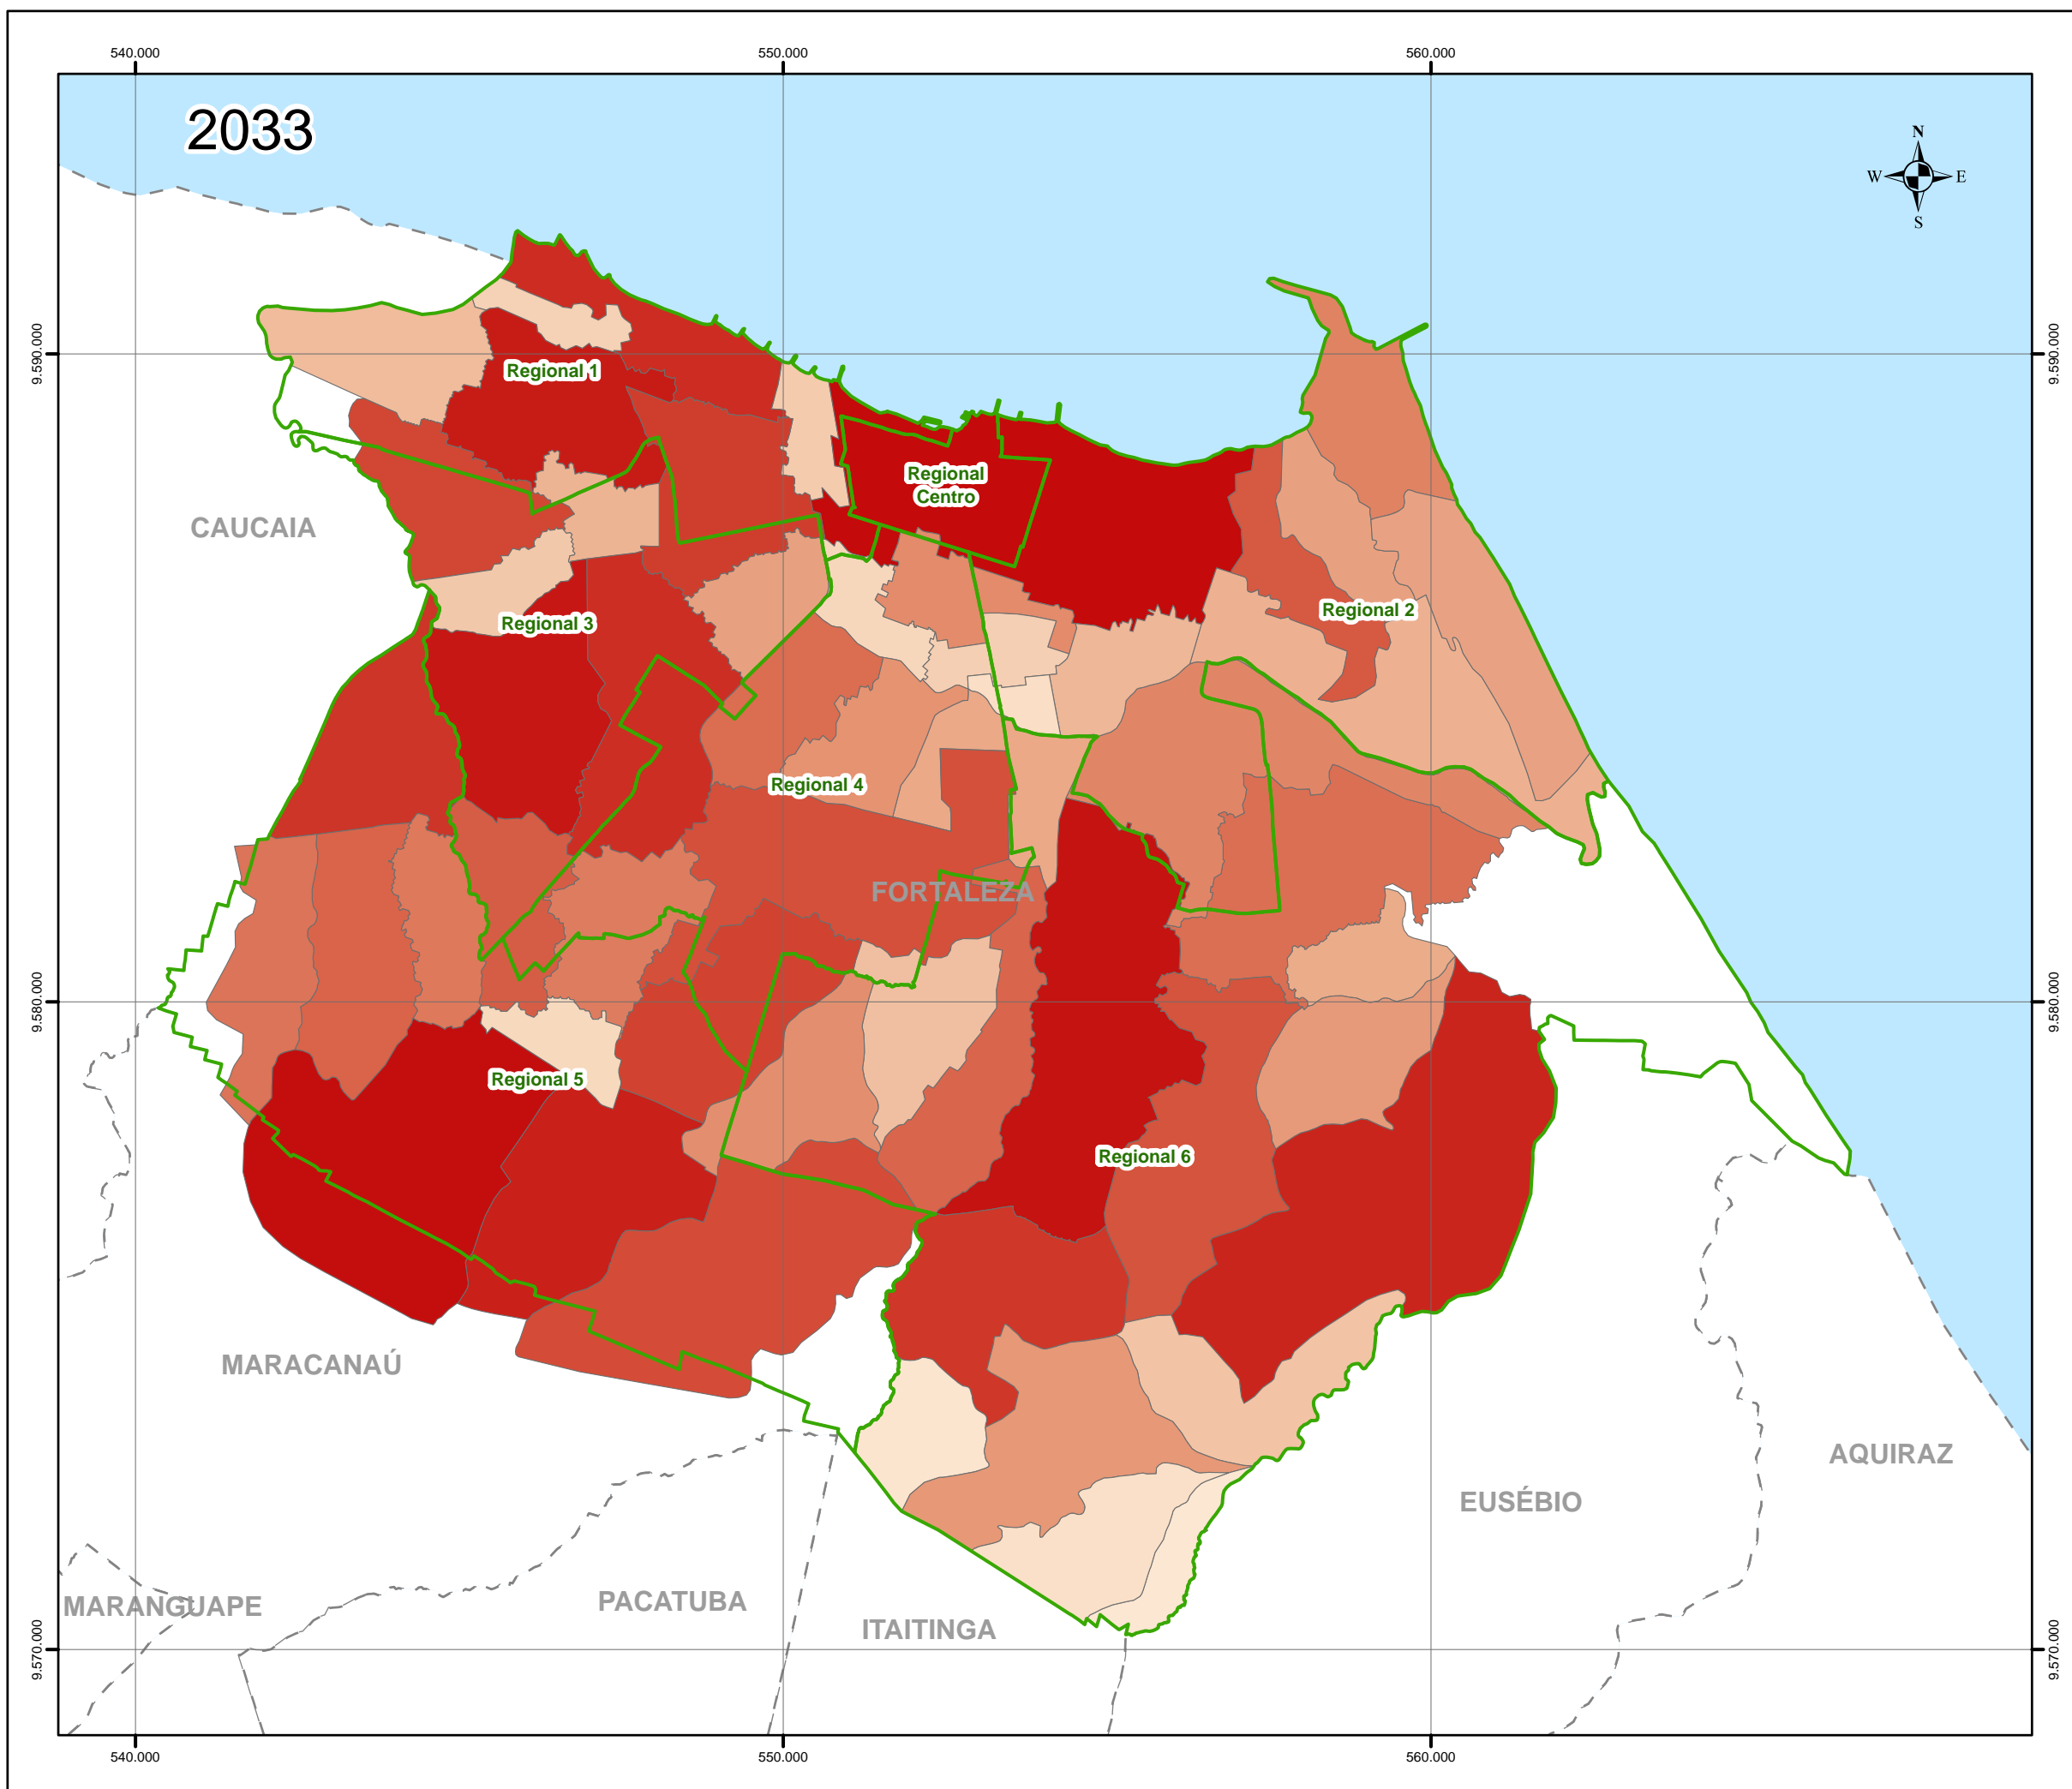 540.000 550.000 560.000
2033
N
W E
S
9.590.000 9.590.000
Regional 1
Regional
Centro
CAUCAIA
Regional 2
Regional 3
Regional 4
FORTALEZA
9.580.000 9.580.000
Regional 5
Regional 6
MARACANAÚ
AQUIRAZ
EUSÉBIO
PACATUBA
MARANGUAPE
ITAITINGA
9.570.000 9.570.000
540.000 550.000 560.000